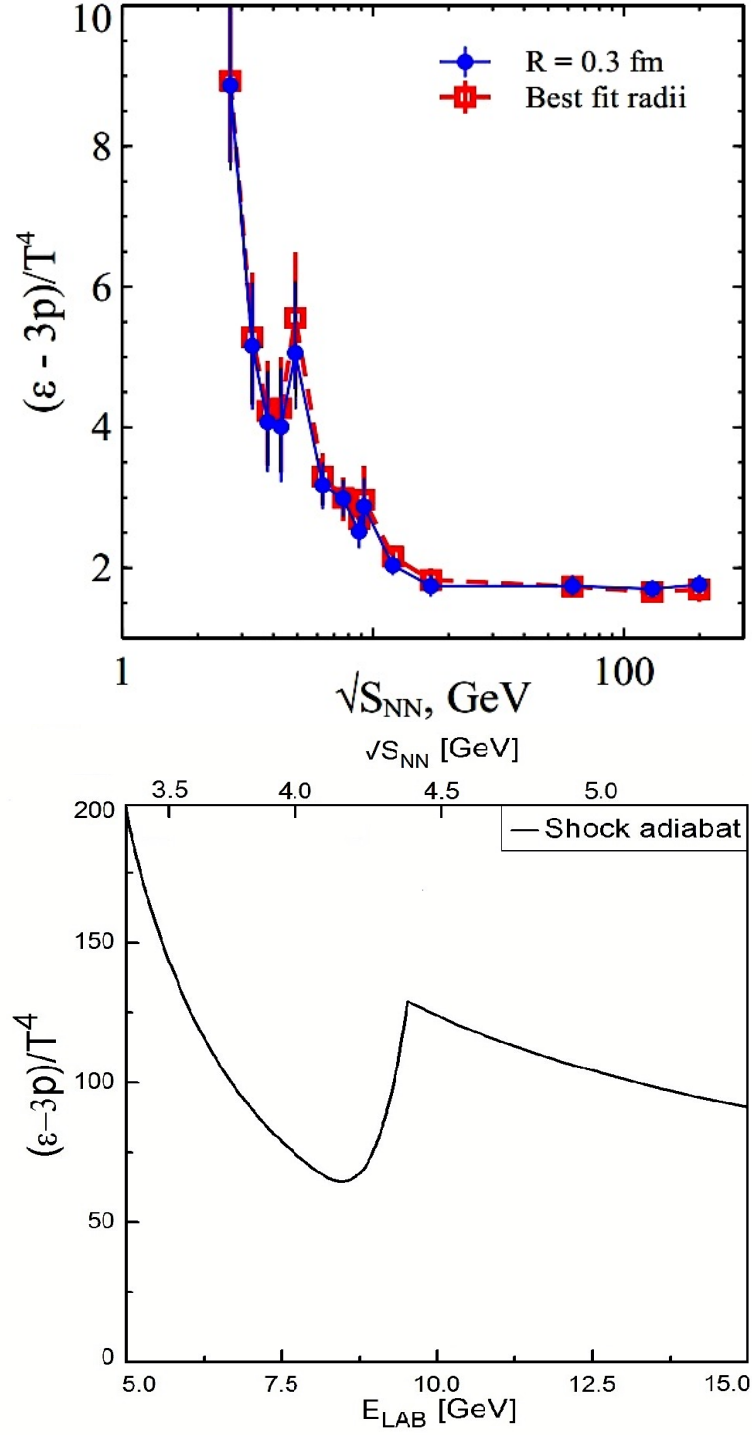 10
8
6
4
2
(ε - 3p)/T⁴
R = 0.3 fm
Best fit radii
1
100
√S_NN, GeV
√S_NN [GeV]
3.5 4.0 4.5 5.0
200
150
100
50
0
(ε−3p)/T⁴
Shock adiabat
5.0 7.5 10.0 12.5 15.0
E_LAB [GeV]